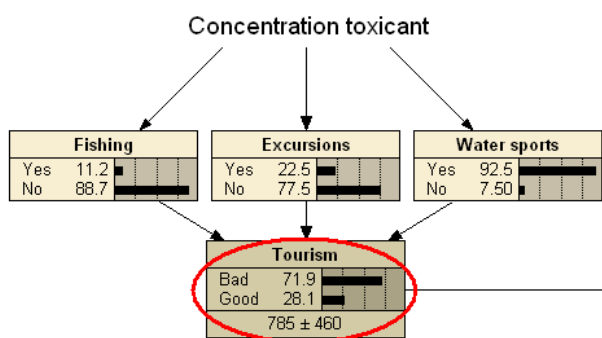 Concentration toxicant
Fishing
Yes 11.2
No 88.7
Excursions
Yes 22.5
No 77.5
Water sports
Yes 92.5
No 7.50
Tourism
Bad 71.9
Good 28.1
785 ± 460